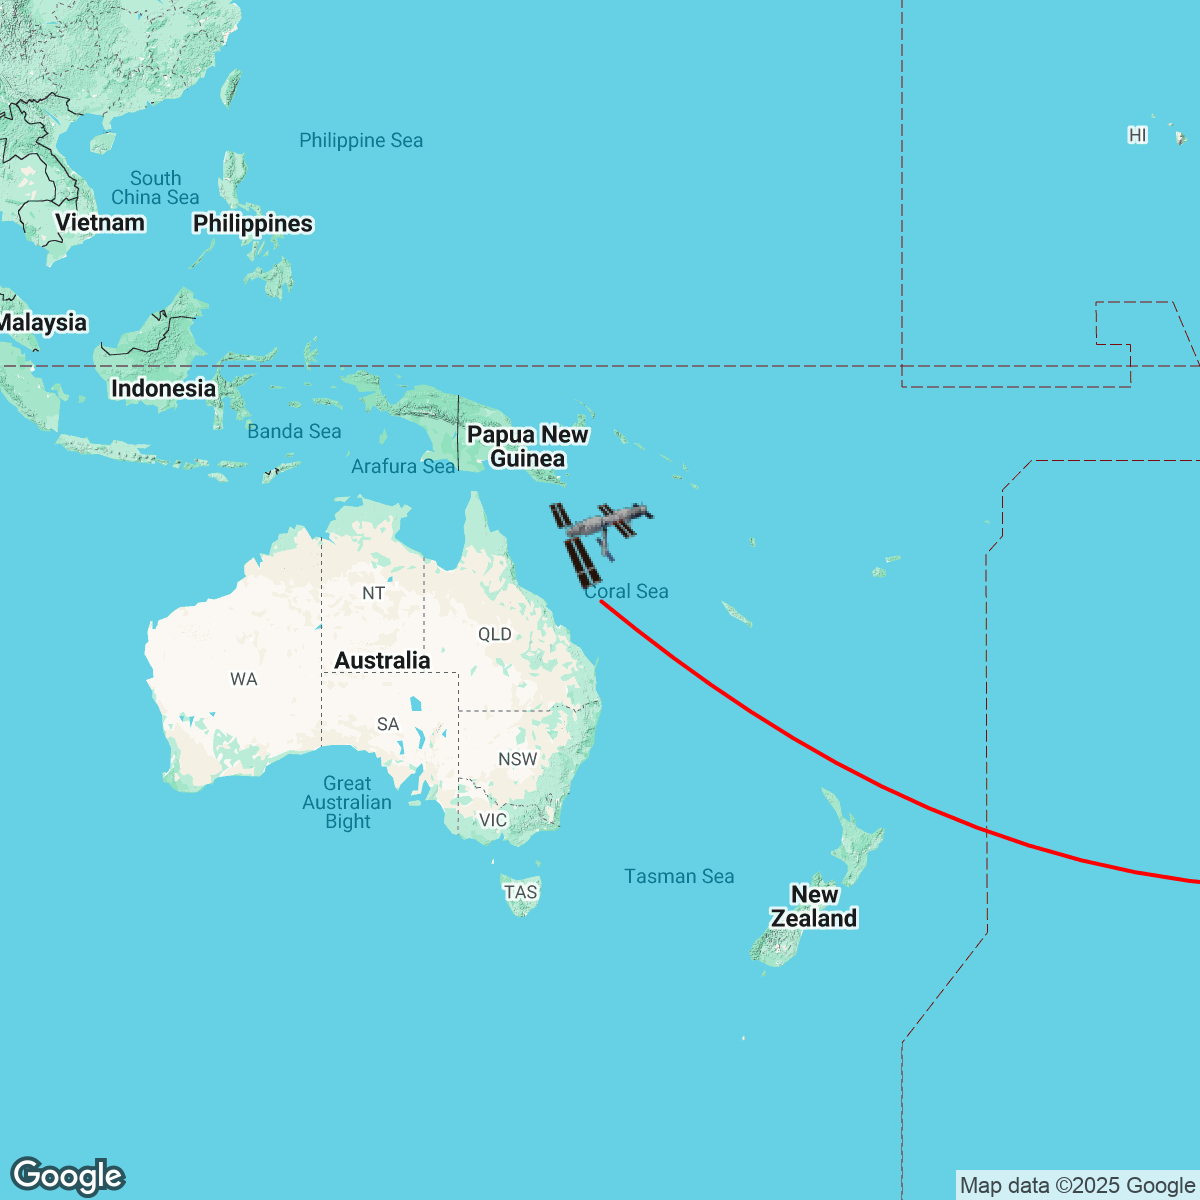 HI
Philippine Sea
South
China Sea
Vietnam
Philippines
Malaysia
Indonesia
Banda Sea
Papua New
Guinea
Arafura Sea
Coral Sea
NT
QLD
Australia
WA
SA
NSW
Great
Australian
Bight
VIC
Tasman Sea
TAS
New
Zealand
Google
Map data ©2025 Google